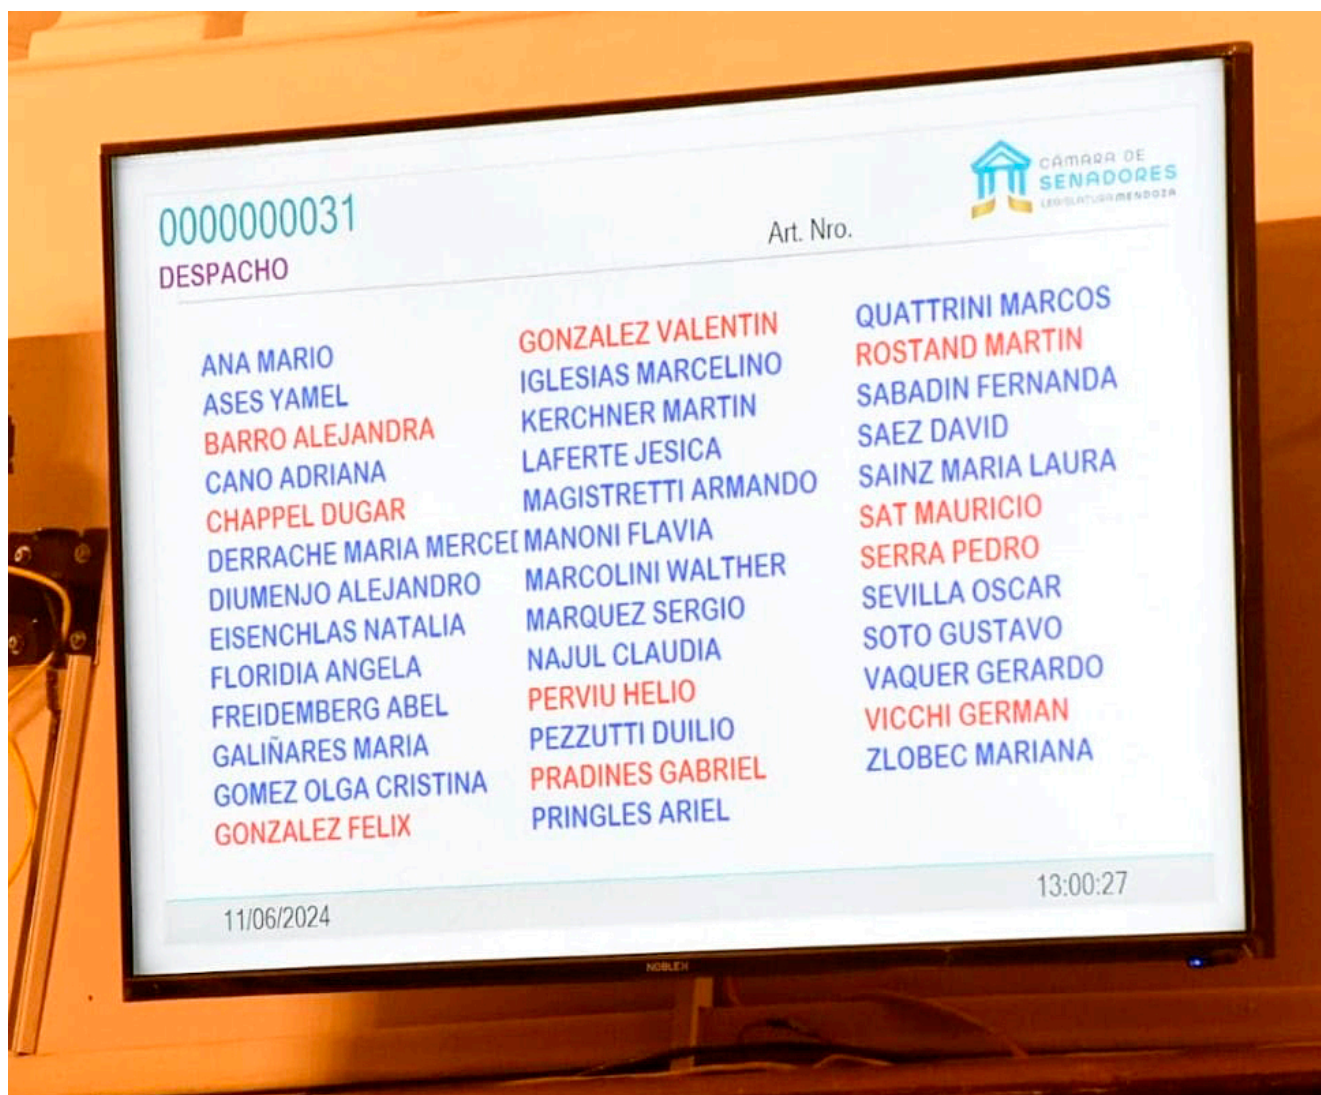 0000000031
DESPACHO
Art. Nro.
CÁMARA DE
SENADORES
LEGISLATURA MENDOZA
ANA MARIO
ASES YAMEL
BARRO ALEJANDRA
CANO ADRIANA
CHAPPEL DUGAR
DERRACHE MARIA MERCED
DIUMENJO ALEJANDRO
EISENCHLAS NATALIA
FLORIDIA ANGELA
FREIDEMBERG ABEL
GALIÑARES MARIA
GOMEZ OLGA CRISTINA
GONZALEZ FELIX
GONZALEZ VALENTIN
IGLESIAS MARCELINO
KERCHNER MARTIN
LAFERTE JESICA
MAGISTRETTI ARMANDO
MANONI FLAVIA
MARCOLINI WALTHER
MARQUEZ SERGIO
NAJUL CLAUDIA
PERVIU HELIO
PEZZUTTI DUILIO
PRADINES GABRIEL
PRINGLES ARIEL
QUATTRINI MARCOS
ROSTAND MARTIN
SABADIN FERNANDA
SAEZ DAVID
SAINZ MARIA LAURA
SAT MAURICIO
SERRA PEDRO
SEVILLA OSCAR
SOTO GUSTAVO
VAQUER GERARDO
VICCHI GERMAN
ZLOBEC MARIANA
11/06/2024
13:00:27
NOBLEX